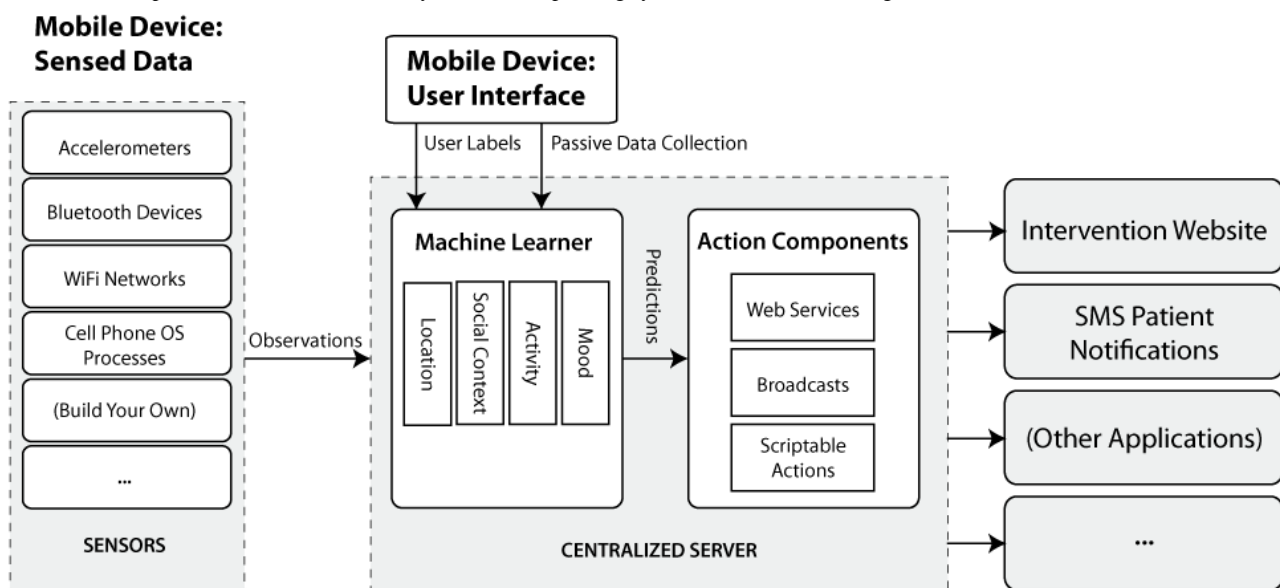 Mobile Device:
Sensed Data
Accelerometers
Bluetooth Devices
WiFi Networks
Cell Phone OS
Processes
(Build Your Own)
...
SENSORS
Observations
Mobile Device:
User Interface
User Labels
Passive Data Collection
Machine Learner
Location
Social Context
Activity
Mood
Predictions
Action Components
Web Services
Broadcasts
Scriptable
Actions
CENTRALIZED SERVER
Intervention Website
SMS Patient
Notifications
(Other Applications)
...